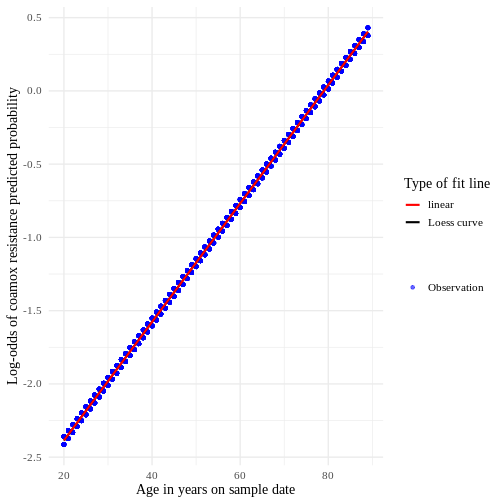 0.5
0.0
-0.5
-1.0
-1.5
-2.0
-2.5
Log-odds of coamox resistance predicted probability
20
40
60
80
Age in years on sample date
Type of fit line
linear
Loess curve
Observation